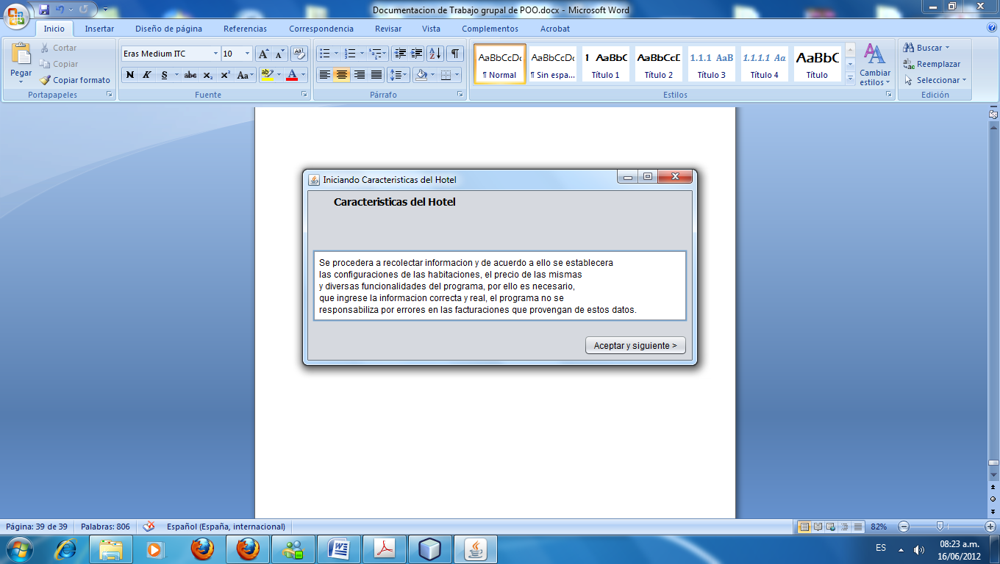 Documentacion de Trabajo grupal de POO.docx - Microsoft Word
Inicio Insertar Diseño de página Referencias Correspondencia Revisar Vista Complementos Acrobat
Pegar
Cortar
Copiar
Copiar formato
Portapapeles
Eras Medium ITC 10
N K S abc x₂ x² Aa
Fuente
Párrafo
AaBbCcDc AaBbCcDc 1 AaBbC AaBbCcD 1.1.1 AaB 1.1.1.1 Aa AaBbC
¶ Normal ¶ Sin espa... Título 1 Título 2 Título 3 Título 4 Título
Cambiar
estilos
Estilos
Buscar
Reemplazar
Seleccionar
Edición
Iniciando Caracteristicas del Hotel
Caracteristicas del Hotel
Se procedera a recolectar informacion y de acuerdo a ello se establecera
las configuraciones de las habitaciones, el precio de las mismas
y diversas funcionalidades del programa, por ello es necesario,
que ingrese la informacion correcta y real, el programa no se
responsabiliza por errores en las facturaciones que provengan de estos datos.
Aceptar y siguiente >
Página: 39 de 39 Palabras: 806 Español (España, internacional) 82%
ES 08:23 a.m.
16/06/2012